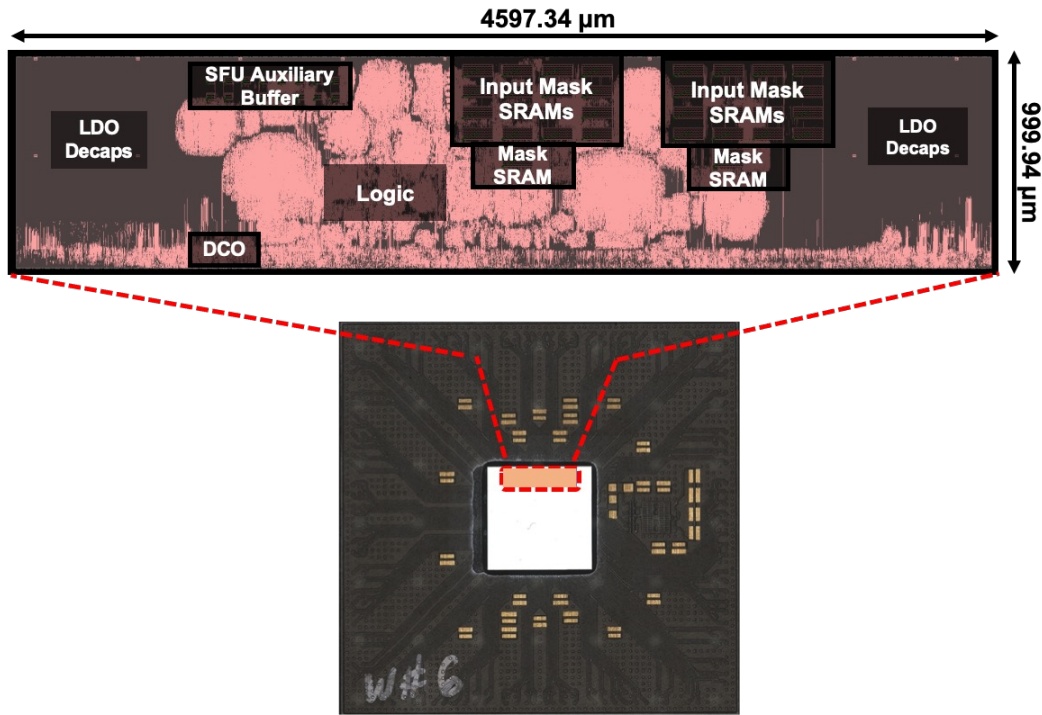 4597.34 µm
999.94 µm
SFU Auxiliary
Buffer
Input Mask
SRAMs
Input Mask
SRAMs
LDO
Decaps
LDO
Decaps
Mask
SRAM
Mask
SRAM
Logic
DCO
W#6